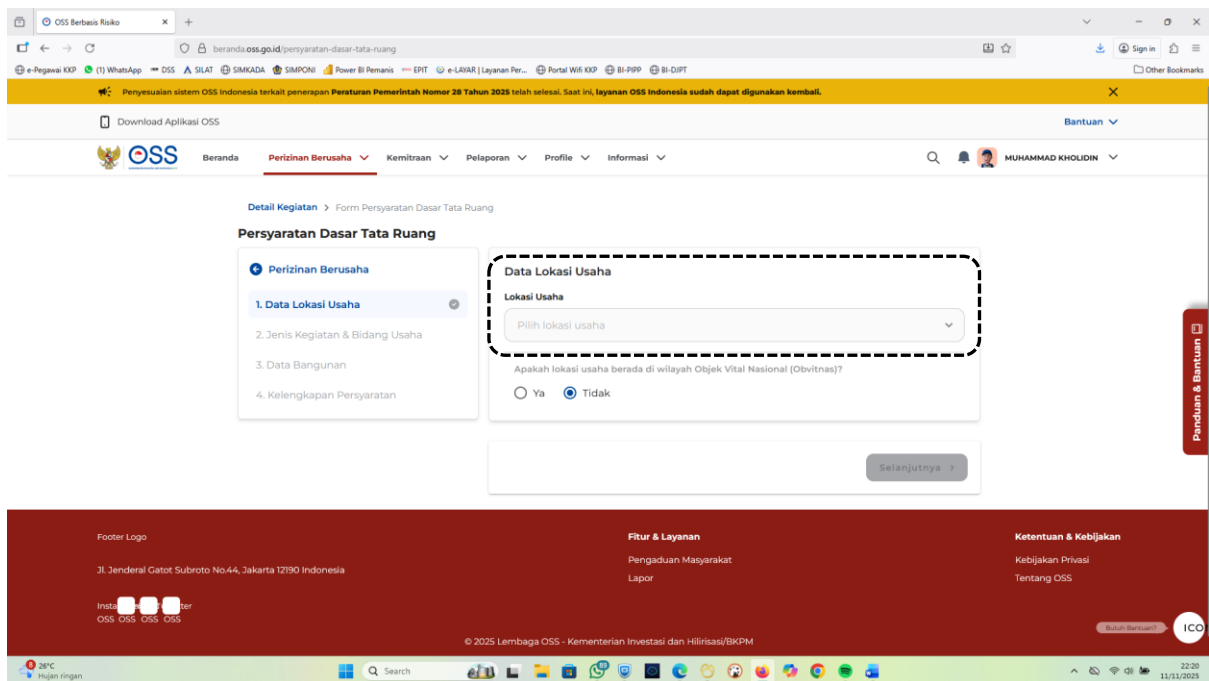 OSS Berbasis Risiko
beranda.oss.go.id/persyaratan-dasar-tata-ruang
Sign in
e-Pegawai KKP (1) WhatsApp DSS SILAT SIMKADA SIMPONI Power BI Pemanis EPIT e-LAYAR | Layanan Per... Portal Wifi KKP BI-PIPP BI-DJPT Other Bookmarks
Penyesuaian sistem OSS Indonesia terkait penerapan Peraturan Pemerintah Nomor 28 Tahun 2025 telah selesai. Saat ini, layanan OSS Indonesia sudah dapat digunakan kembali.
Download Aplikasi OSS
Bantuan
OSS
Beranda Perizinan Berusaha Kemitraan Pelaporan Profile Informasi
MUHAMMAD KHOLIDIN
Detail Kegiatan > Form Persyaratan Dasar Tata Ruang
Persyaratan Dasar Tata Ruang
Perizinan Berusaha
1. Data Lokasi Usaha
2. Jenis Kegiatan & Bidang Usaha
3. Data Bangunan
4. Kelengkapan Persyaratan
Data Lokasi Usaha
Lokasi Usaha
Pilih lokasi usaha
Apakah lokasi usaha berada di wilayah Objek Vital Nasional (Obvitnas)?
Ya Tidak
Selanjutnya >
Panduan & Bantuan
Footer Logo
Jl. Jenderal Gatot Subroto No.44, Jakarta 12190 Indonesia
OSS OSS OSS OSS
Fitur & Layanan
Pengaduan Masyarakat
Lapor
Ketentuan & Kebijakan
Kebijakan Privasi
Tentang OSS
Butuh Bantuan?
ICO
© 2025 Lembaga OSS - Kementerian Investasi dan Hilirisasi/BKPM
26°C
Hujan ringan
Search
22:20
11/11/2025